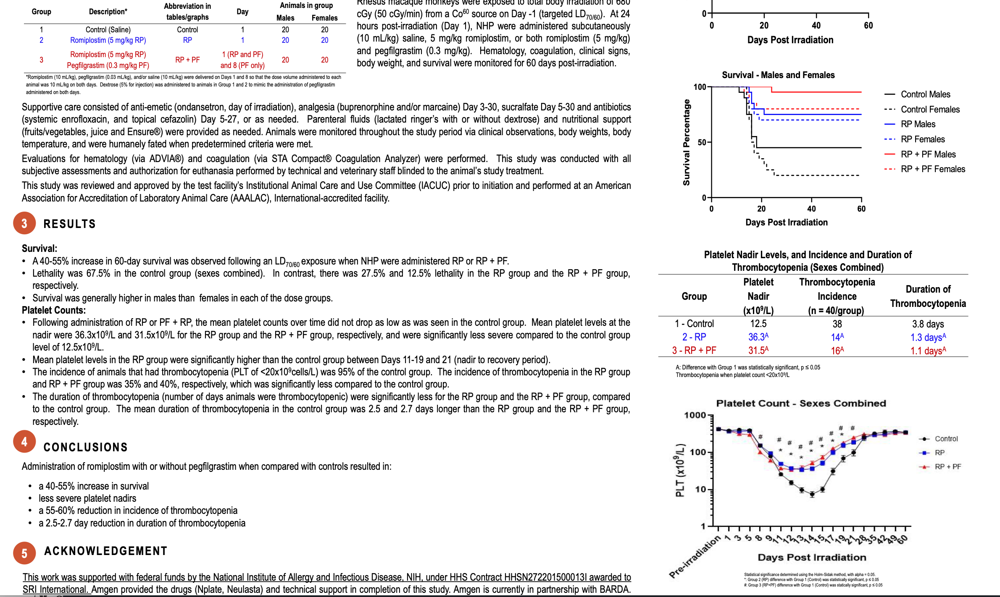 Group Description* Abbreviation in tables/graphs Day Animals in group
Males Females
1 Control (Saline) Control 1 20 20
2 Romiplostim (5 mg/kg RP) RP 1 20 20
3 Romiplostim (5 mg/kg RP) Pegfilgrastim (0.3 mg/kg PF) RP + PF 1 (RP and PF) and 8 (PF only) 20 20
*Romiplostim (10 mL/kg), pegfilgrastim (0.03 mL/kg), and/or saline (10 mL/kg) were delivered on Days 1 and 8 so that the dose volume administered to each
animal was 10 mL/kg on both days. Dextrose (5% for injection) was administered to animals in Group 1 and 2 to mimic the administration of pegfilgrastim
administered on both days.
Rhesus macaque monkeys were exposed to total body irradiation of 680
cGy (50 cGy/min) from a Co60 source on Day -1 (targeted LD70/60). At 24
hours post-irradiation (Day 1), NHP were administered subcutaneously
(10 mL/kg) saline, 5 mg/kg romiplostim, or both romiplostim (5 mg/kg)
and pegfilgrastim (0.3 mg/kg). Hematology, coagulation, clinical signs,
body weight, and survival were monitored for 60 days post-irradiation.
Supportive care consisted of anti-emetic (ondansetron, day of irradiation), analgesia (buprenorphine and/or marcaine) Day 3-30, sucralfate Day 5-30 and antibiotics
(systemic enrofloxacin, and topical cefazolin) Day 5-27, or as needed. Parenteral fluids (lactated ringer's with or without dextrose) and nutritional support
(fruits/vegetables, juice and Ensure®) were provided as needed. Animals were monitored throughout the study period via clinical observations, body weights, body
temperature, and were humanely fated when predetermined criteria were met.
Evaluations for hematology (via ADVIA®) and coagulation (via STA Compact® Coagulation Analyzer) were performed. This study was conducted with all
subjective assessments and authorization for euthanasia performed by technical and veterinary staff blinded to the animal's study treatment.
This study was reviewed and approved by the test facility's Institutional Animal Care and Use Committee (IACUC) prior to initiation and performed at an American
Association for Accreditation of Laboratory Animal Care (AAALAC), International-accredited facility.
3 RESULTS
Survival:
• A 40-55% increase in 60-day survival was observed following an LD70/60 exposure when NHP were administered RP or RP + PF.
• Lethality was 67.5% in the control group (sexes combined). In contrast, there was 27.5% and 12.5% lethality in the RP group and the RP + PF group,
respectively.
• Survival was generally higher in males than females in each of the dose groups.
Platelet Counts:
• Following administration of RP or PF + RP, the mean platelet counts over time did not drop as low as was seen in the control group. Mean platelet levels at the
nadir were 36.3x10⁹/L and 31.5x10⁹/L for the RP group and the RP + PF group, respectively, and were significantly less severe compared to the control group
level of 12.5x10⁹/L.
• Mean platelet levels in the RP group were significantly higher than the control group between Days 11-19 and 21 (nadir to recovery period).
• The incidence of animals that had thrombocytopenia (PLT of <20x10⁹cells/L) was 95% of the control group. The incidence of thrombocytopenia in the RP group
and RP + PF group was 35% and 40%, respectively, which was significantly less compared to the control group.
• The duration of thrombocytopenia (number of days animals were thrombocytopenic) were significantly less for the RP group and the RP + PF group, compared
to the control group. The mean duration of thrombocytopenia in the control group was 2.5 and 2.7 days longer than the RP group and the RP + PF group,
respectively.
4 CONCLUSIONS
Administration of romiplostim with or without pegfilgrastim when compared with controls resulted in:
• a 40-55% increase in survival
• less severe platelet nadirs
• a 55-60% reduction in incidence of thrombocytopenia
• a 2.5-2.7 day reduction in duration of thrombocytopenia
5 ACKNOWLEDGEMENT
This work was supported with federal funds by the National Institute of Allergy and Infectious Disease, NIH, under HHS Contract HHSN272201500013I awarded to
SRI International. Amgen provided the drugs (Nplate, Neulasta) and technical support in completion of this study. Amgen is currently in partnership with BARDA.
0
0 20 40 60
Days Post Irradiation
Survival - Males and Females
Survival Percentage
100
50
0
0 20 40 60
Days Post Irradiation
Control Males
Control Females
RP Males
RP Females
RP + PF Males
RP + PF Females
Platelet Nadir Levels, and Incidence and Duration of
Thrombocytopenia (Sexes Combined)
Group Platelet Nadir (x10⁹/L) Thrombocytopenia Incidence (n = 40/group) Duration of Thrombocytopenia
1 - Control 12.5 38 3.8 days
2 - RP 36.3A 14A 1.3 daysA
3 - RP + PF 31.5A 16A 1.1 daysA
A: Difference with Group 1 was statistically significant, p ≤ 0.05
Thrombocytopenia when platelet count <20x10⁹/L
Platelet Count - Sexes Combined
PLT (x10⁹/L)
1000
100
10
1
# # # # # # # # #
* * * * * * *
Control
RP
RP + PF
Pre-irradiation 1 3 5 8 9 11 12 13 14 15 17 19 21 28 35 42 49 60
Days Post Irradiation
Statistical significance determined using the Holm-Sidak method, with alpha = 0.05.
*: Group 2 (RP) difference with Group 1 (Control) was statistically significant, p ≤ 0.05
#: Group 3 (RP+PF) difference with Group 1 (Control) was statically significant, p ≤ 0.05